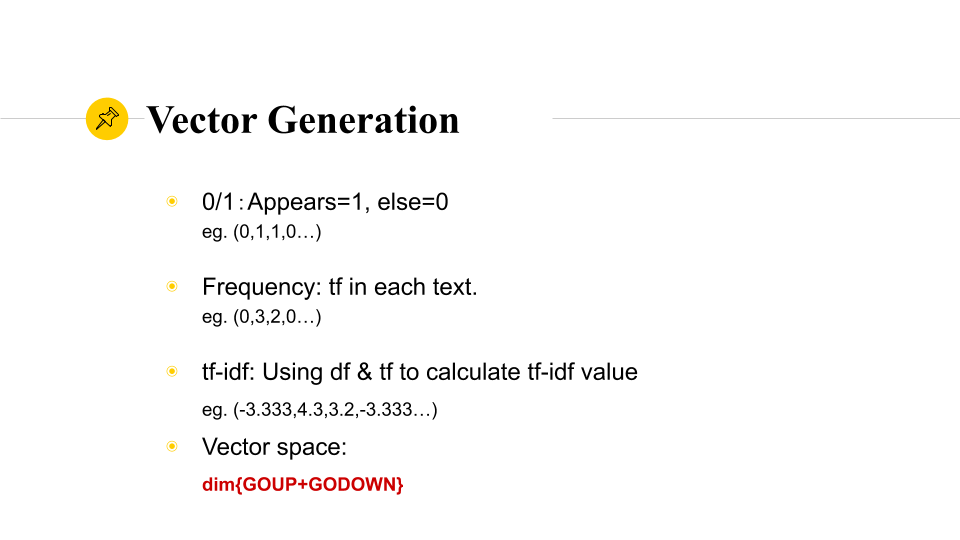 Vector Generation
0/1：Appears=1, else=0
eg. (0,1,1,0…)
Frequency: tf in each text.
eg. (0,3,2,0…)
tf-idf: Using df & tf to calculate tf-idf value
eg. (-3.333,4.3,3.2,-3.333…)
Vector space:
dim{GOUP+GODOWN}